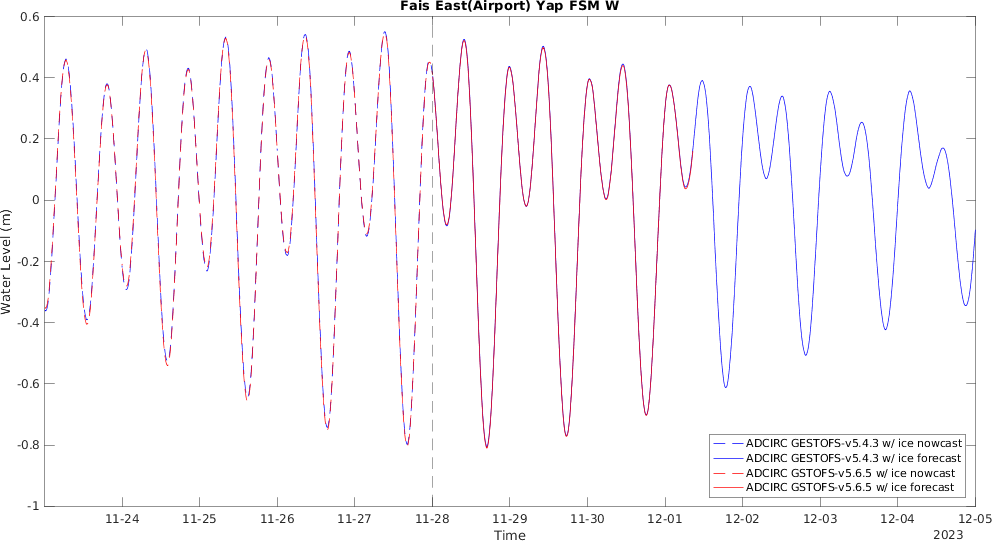 Fais East(Airport) Yap FSM W
0.6
0.4
0.2
0
-0.2
-0.4
-0.6
-0.8
-1
Water Level (m)
ADCIRC GESTOFS-v5.4.3 w/ ice nowcast
ADCIRC GESTOFS-v5.4.3 w/ ice forecast
ADCIRC GSTOFS-v5.6.5 w/ ice nowcast
ADCIRC GSTOFS-v5.6.5 w/ ice forecast
11-24 11-25 11-26 11-27 11-28 11-29 11-30 12-01 12-02 12-03 12-04 12-05
Time
2023